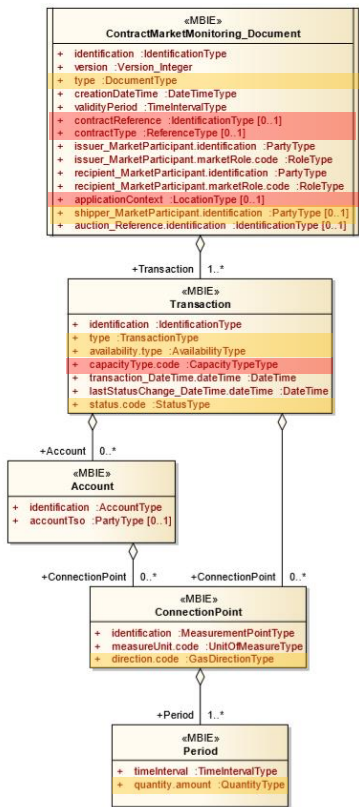 «MBIE»
ContractMarketMonitoring_Document
+ identification :IdentificationType
+ version :Version_Integer
+ type :DocumentType
+ creationDateTime :DateTimeType
+ validityPeriod :TimeIntervalType
+ contractReference :IdentificationType [0..1]
+ contractType :ReferenceType [0..1]
+ issuer_MarketParticipant.identification :PartyType
+ issuer_MarketParticipant.marketRole.code :RoleType
+ recipient_MarketParticipant.identification :PartyType
+ recipient_MarketParticipant.marketRole.code :RoleType
+ applicationContext :LocationType [0..1]
+ shipper_MarketParticipant.identification :PartyType [0..1]
+ auction_Reference.identification :IdentificationType [0..1]
+Transaction 1..*
«MBIE»
Transaction
+ identification :IdentificationType
+ type :TransactionType
+ availability.type :AvailabilityType
+ capacityType.code :CapacityTypeType
+ transaction_DateTime.dateTime :DateTime
+ lastStatusChange_DateTime.dateTime :DateTime
+ status.code :StatusType
+Account 0..*
«MBIE»
Account
+ identification :AccountType
+ accountTso :PartyType [0..1]
+ConnectionPoint 0..* +ConnectionPoint 0..*
«MBIE»
ConnectionPoint
+ identification :MeasurementPointType
+ measureUnit.code :UnitOfMeasureType
+ direction.code :GasDirectionType
+Period 1..*
«MBIE»
Period
+ timeInterval :TimeIntervalType
+ quantity.amount :QuantityType